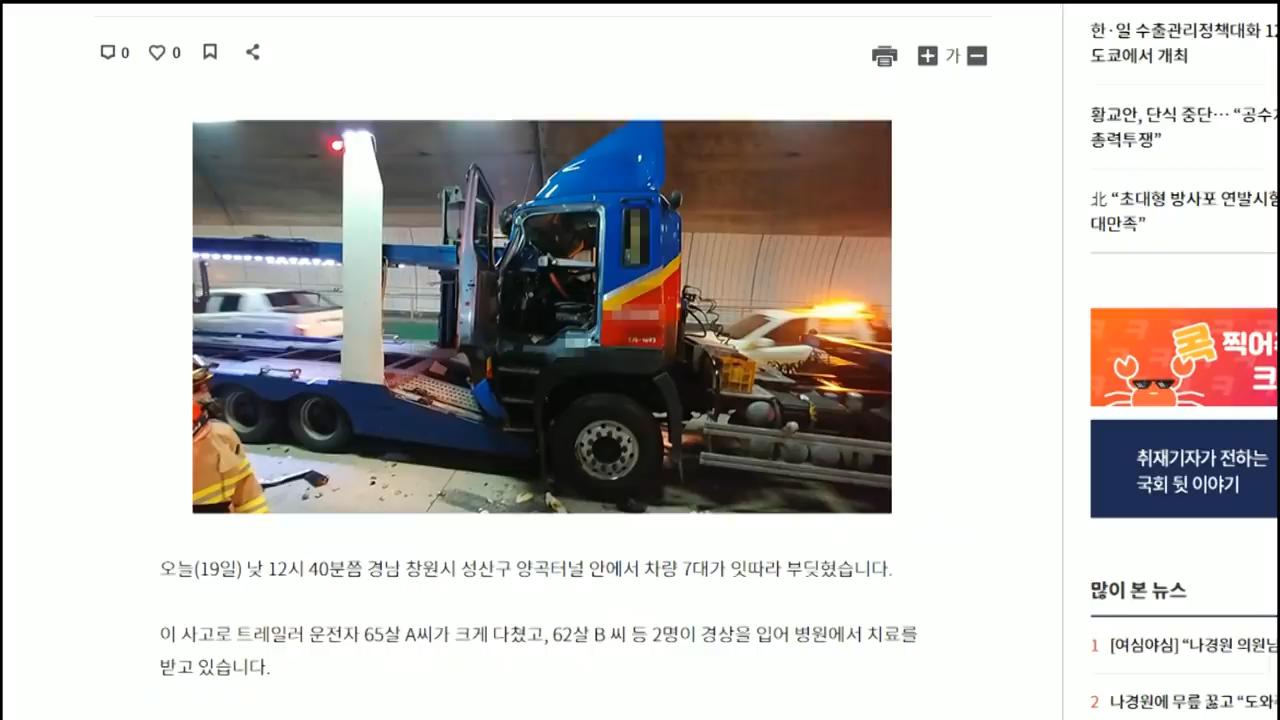 0
0
가
오늘(19일) 낮 12시 40분쯤 경남 창원시 성산구 양곡터널 안에서 차량 7대가 잇따라 부딪혔습니다.
이 사고로 트레일러 운전자 65살 A씨가 크게 다쳤고, 62살 B 씨 등 2명이 경상을 입어 병원에서 치료를
받고 있습니다.
한·일 수출관리정책대화 12
도쿄에서 개최
황교안, 단식 중단… “공수
총력투쟁”
北 “초대형 방사포 연발시험
대만족”
콕 찍어
크
취재기자가 전하는
국회 뒷 이야기
많이 본 뉴스
1 [여심야심] “나경원 의원님
2 나경원에 무릎 꿇고 “도와